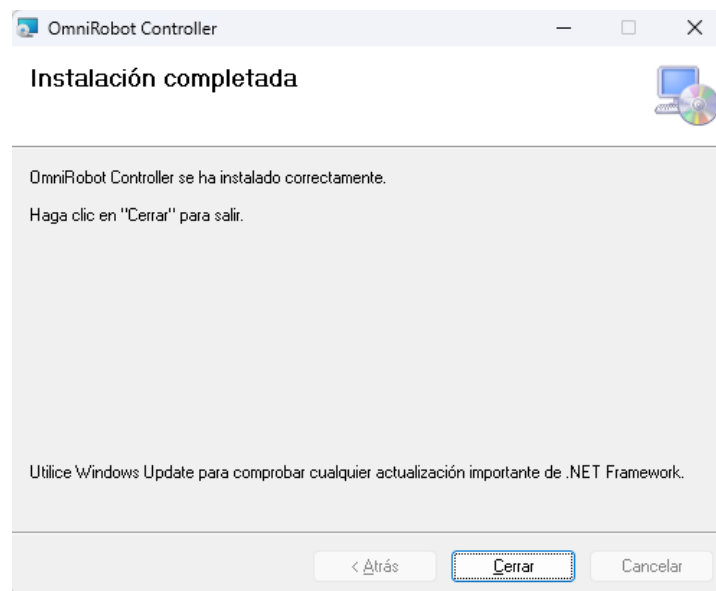 OmniRobot Controller
Instalación completada
OmniRobot Controller se ha instalado correctamente.
Haga clic en "Cerrar" para salir.
Utilice Windows Update para comprobar cualquier actualización importante de .NET Framework.
< Atrás
Cerrar
Cancelar